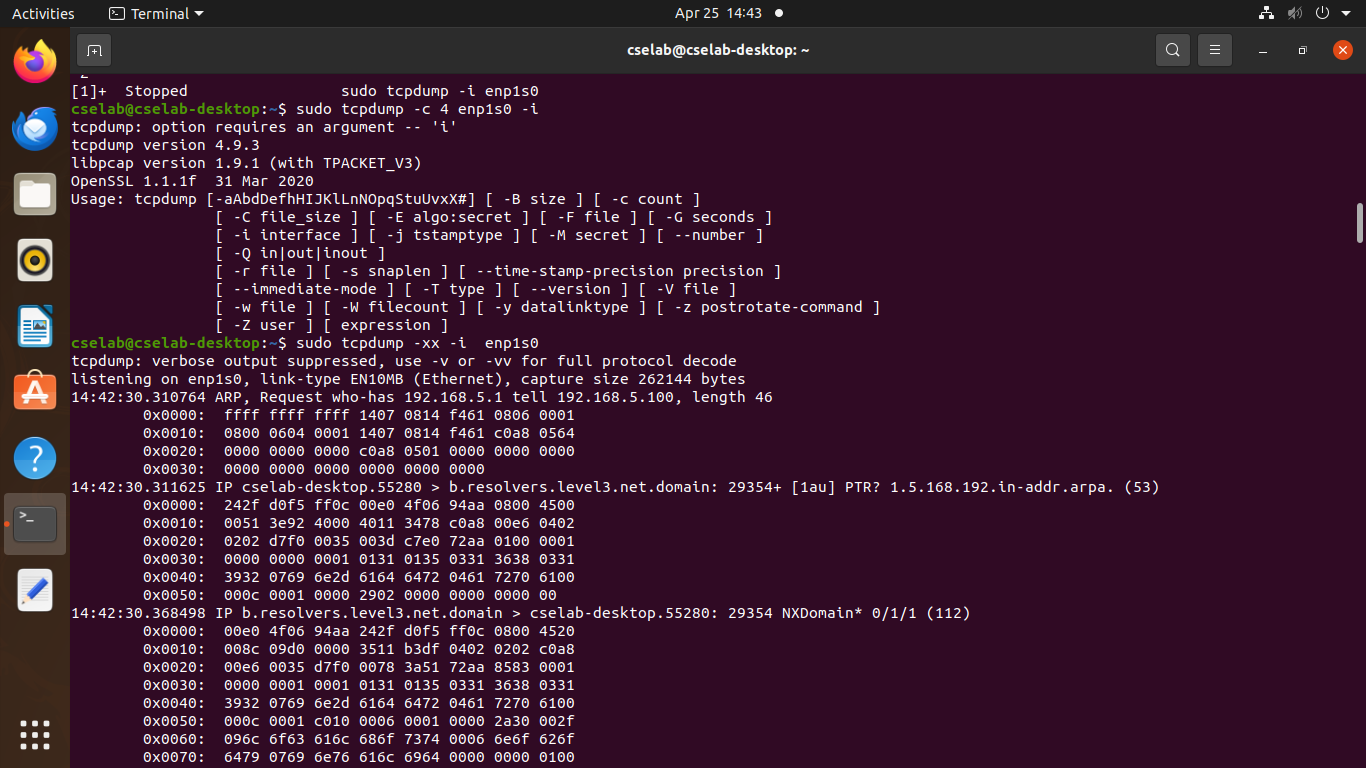 Activities Terminal Apr 25 14:43
cselab@cselab-desktop: ~
[1]+  Stopped                 sudo tcpdump -i enp1s0
cselab@cselab-desktop:~$ sudo tcpdump -c 4 enp1s0 -i
tcpdump: option requires an argument -- 'i'
tcpdump version 4.9.3
libpcap version 1.9.1 (with TPACKET_V3)
OpenSSL 1.1.1f  31 Mar 2020
Usage: tcpdump [-aAbdDefhHIJKlLnNOpqStuUvxX#] [ -B size ] [ -c count ]
                [ -C file_size ] [ -E algo:secret ] [ -F file ] [ -G seconds ]
                [ -i interface ] [ -j tstamptype ] [ -M secret ] [ --number ]
                [ -Q in|out|inout ]
                [ -r file ] [ -s snaplen ] [ --time-stamp-precision precision ]
                [ --immediate-mode ] [ -T type ] [ --version ] [ -V file ]
                [ -w file ] [ -W filecount ] [ -y datalinktype ] [ -z postrotate-command ]
                [ -Z user ] [ expression ]
cselab@cselab-desktop:~$ sudo tcpdump -xx -i  enp1s0
tcpdump: verbose output suppressed, use -v or -vv for full protocol decode
listening on enp1s0, link-type EN10MB (Ethernet), capture size 262144 bytes
14:42:30.310764 ARP, Request who-has 192.168.5.1 tell 192.168.5.100, length 46
        0x0000:  ffff ffff ffff 1407 0814 f461 0806 0001
        0x0010:  0800 0604 0001 1407 0814 f461 c0a8 0564
        0x0020:  0000 0000 0000 c0a8 0501 0000 0000 0000
        0x0030:  0000 0000 0000 0000 0000 0000
14:42:30.311625 IP cselab-desktop.55280 > b.resolvers.level3.net.domain: 29354+ [1au] PTR? 1.5.168.192.in-addr.arpa. (53)
        0x0000:  242f d0f5 ff0c 00e0 4f06 94aa 0800 4500
        0x0010:  0051 3e92 4000 4011 3478 c0a8 00e6 0402
        0x0020:  0202 d7f0 0035 003d c7e0 72aa 0100 0001
        0x0030:  0000 0000 0001 0131 0135 0331 3638 0331
        0x0040:  3932 0769 6e2d 6164 6472 0461 7270 6100
        0x0050:  000c 0001 0000 2902 0000 0000 0000 00
14:42:30.368498 IP b.resolvers.level3.net.domain > cselab-desktop.55280: 29354 NXDomain* 0/1/1 (112)
        0x0000:  00e0 4f06 94aa 242f d0f5 ff0c 0800 4520
        0x0010:  008c 09d0 0000 3511 b3df 0402 0202 c0a8
        0x0020:  00e6 0035 d7f0 0078 3a51 72aa 8583 0001
        0x0030:  0000 0001 0001 0131 0135 0331 3638 0331
        0x0040:  3932 0769 6e2d 6164 6472 0461 7270 6100
        0x0050:  000c 0001 c010 0006 0001 0000 2a30 002f
        0x0060:  096c 6f63 616c 686f 7374 0006 6e6f 626f
        0x0070:  6479 0769 6e76 616c 6964 0000 0000 0100